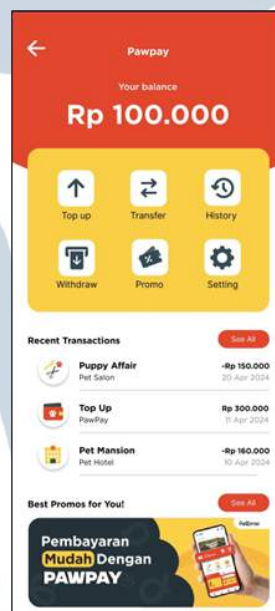 Pawpay
Your balance
Rp 100.000
Top up
Transfer
History
Withdraw
Promo
Setting
Recent Transactions
See All
Puppy Affair
-Rp 150.000
Pet Salon
20 Apr 2024
Top Up
Rp 300.000
PawPay
11 Apr 2024
Pet Mansion
-Rp 160.000
Pet Hotel
10 Apr 2024
Best Promos for You!
See All
Pembayaran
Mudah Dengan
PAWPAY